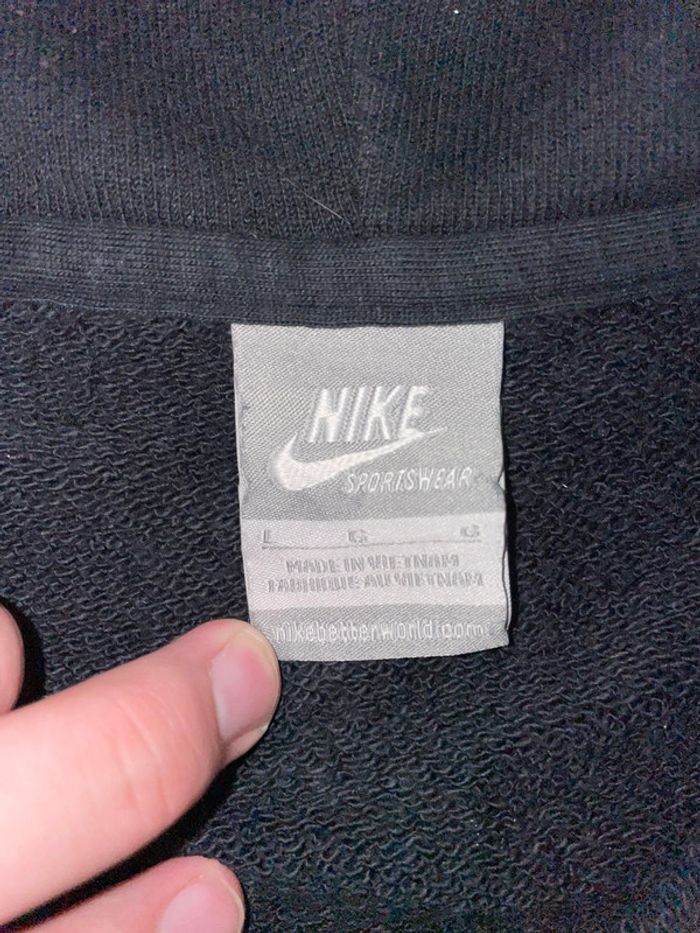 NIKE
SPORTSWEAR
L G G
MADE IN VIETNAM
FABRIQUE AU VIETNAM
nikebetterworld.com